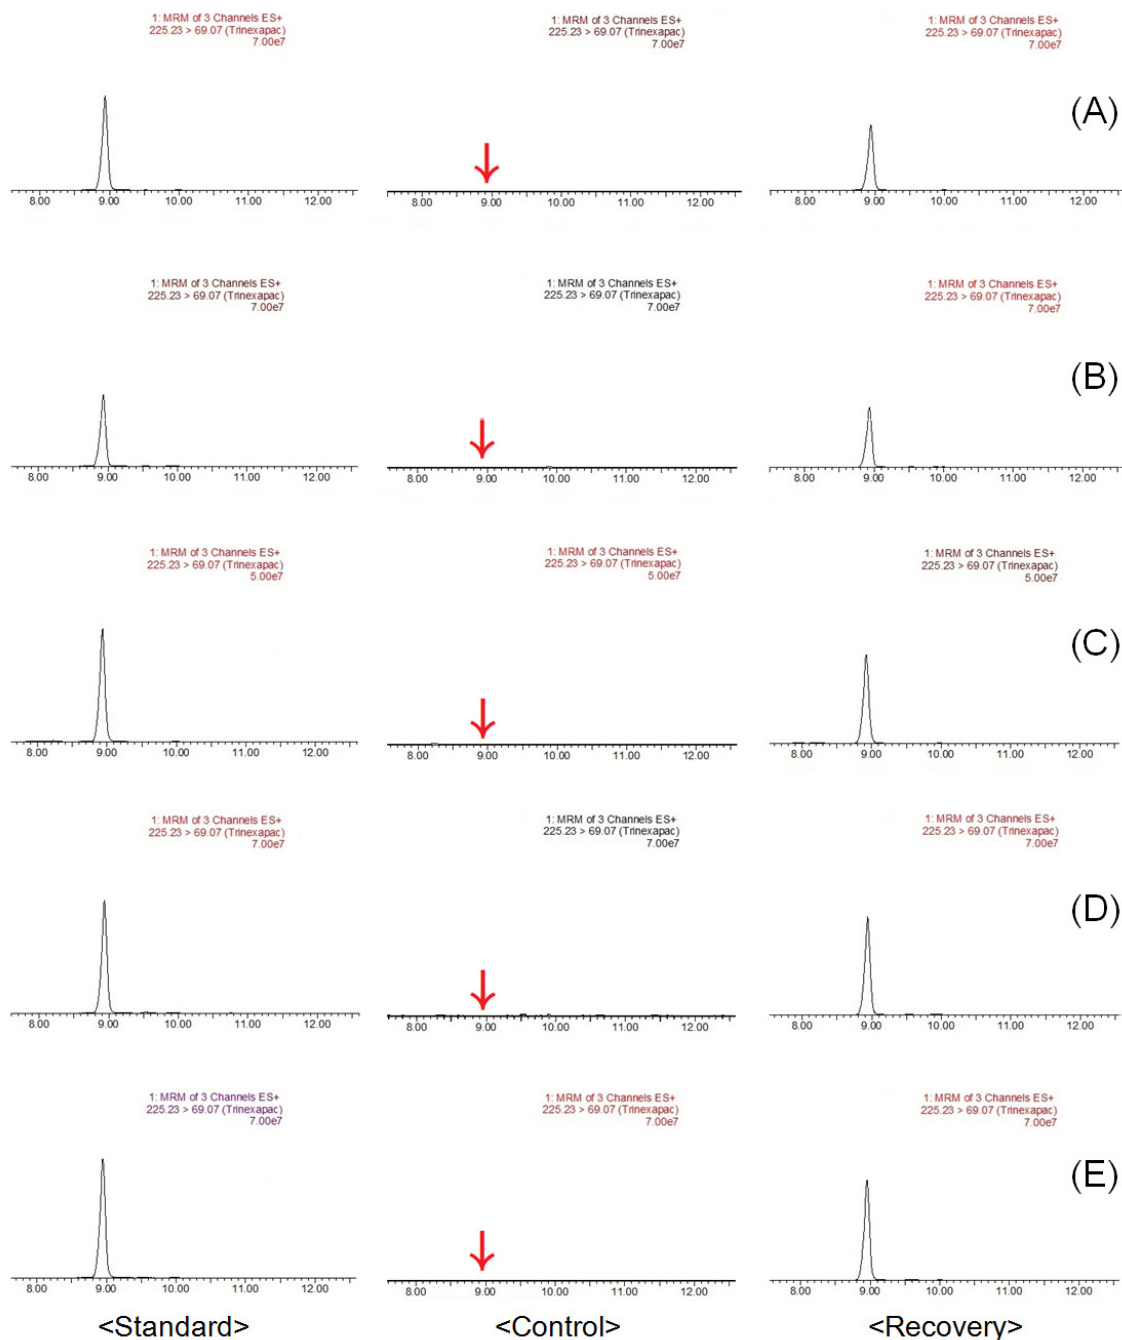 1: MRM of 3 Channels ES+
225.23 > 69.07 (Trinexapac)
7.00e7
8.00 9.00 10.00 11.00 12.00
1: MRM of 3 Channels ES+
225.23 > 69.07 (Trinexapac)
7.00e7
8.00 9.00 10.00 11.00 12.00
1: MRM of 3 Channels ES+
225.23 > 69.07 (Trinexapac)
7.00e7
8.00 9.00 10.00 11.00 12.00
(A)
1: MRM of 3 Channels ES+
225.23 > 69.07 (Trinexapac)
7.00e7
8.00 9.00 10.00 11.00 12.00
1: MRM of 3 Channels ES+
225.23 > 69.07 (Trinexapac)
7.00e7
8.00 9.00 10.00 11.00 12.00
1: MRM of 3 Channels ES+
225.23 > 69.07 (Trinexapac)
7.00e7
8.00 9.00 10.00 11.00 12.00
(B)
1: MRM of 3 Channels ES+
225.23 > 69.07 (Trinexapac)
5.00e7
8.00 9.00 10.00 11.00 12.00
1: MRM of 3 Channels ES+
225.23 > 69.07 (Trinexapac)
5.00e7
8.00 9.00 10.00 11.00 12.00
1: MRM of 3 Channels ES+
225.23 > 69.07 (Trinexapac)
5.00e7
8.00 9.00 10.00 11.00 12.00
(C)
1: MRM of 3 Channels ES+
225.23 > 69.07 (Trinexapac)
7.00e7
8.00 9.00 10.00 11.00 12.00
1: MRM of 3 Channels ES+
225.23 > 69.07 (Trinexapac)
7.00e7
8.00 9.00 10.00 11.00 12.00
1: MRM of 3 Channels ES+
225.23 > 69.07 (Trinexapac)
7.00e7
8.00 9.00 10.00 11.00 12.00
(D)
1: MRM of 3 Channels ES+
225.23 > 69.07 (Trinexapac)
7.00e7
8.00 9.00 10.00 11.00 12.00
1: MRM of 3 Channels ES+
225.23 > 69.07 (Trinexapac)
7.00e7
8.00 9.00 10.00 11.00 12.00
1: MRM of 3 Channels ES+
225.23 > 69.07 (Trinexapac)
7.00e7
8.00 9.00 10.00 11.00 12.00
(E)
<Standard> <Control> <Recovery>